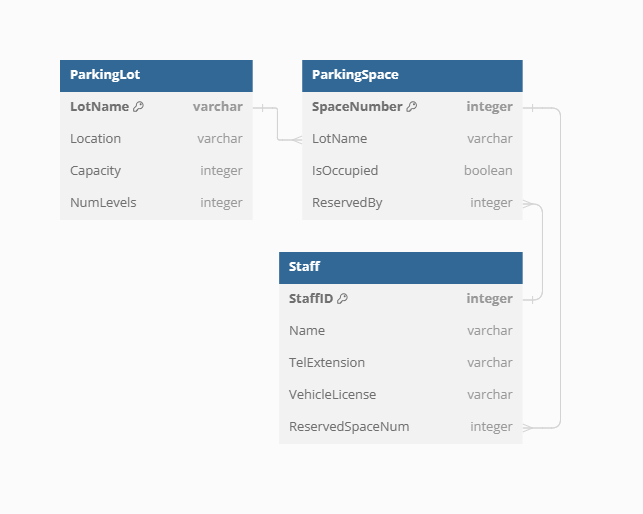 ParkingLot
LotName varchar
Location varchar
Capacity integer
NumLevels integer
ParkingSpace
SpaceNumber integer
LotName varchar
IsOccupied boolean
ReservedBy integer
Staff
StaffID integer
Name varchar
TelExtension varchar
VehicleLicense varchar
ReservedSpaceNum integer